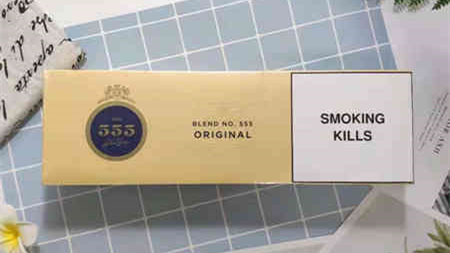 555
BLEND NO. 555
ORIGINAL
SMOKING
KILLS